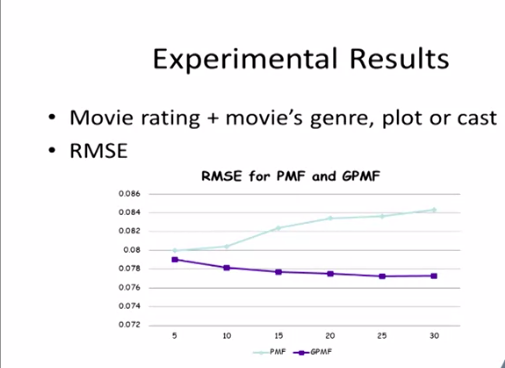 Experimental Results
• Movie rating + movie's genre, plot or cast
• RMSE
RMSE for PMF and GPMF
0.086
0.084
0.082
0.08
0.078
0.076
0.074
0.072
5 10 15 20 25 30
PMF GPMF